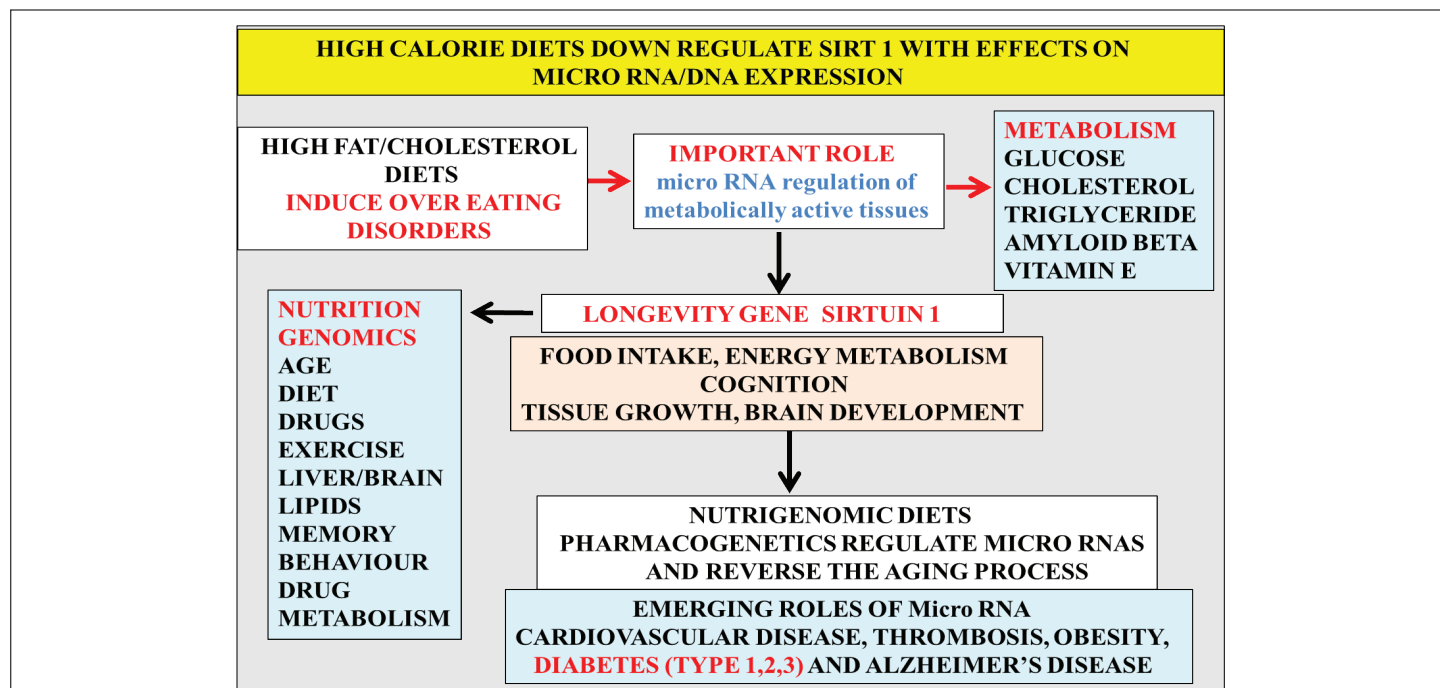 HIGH CALORIE DIETS DOWN REGULATE SIRT 1 WITH EFFECTS ON
MICRO RNA/DNA EXPRESSION
HIGH FAT/CHOLESTEROL
DIETS
INDUCE OVER EATING
DISORDERS
IMPORTANT ROLE
micro RNA regulation of
metabolically active tissues
METABOLISM
GLUCOSE
CHOLESTEROL
TRIGLYCERIDE
AMYLOID BETA
VITAMIN E
LONGEVITY GENE SIRTUIN 1
FOOD INTAKE, ENERGY METABOLISM
COGNITION
TISSUE GROWTH, BRAIN DEVELOPMENT
NUTRITION
GENOMICS
AGE
DIET
DRUGS
EXERCISE
LIVER/BRAIN
LIPIDS
MEMORY
BEHAVIOUR
DRUG
METABOLISM
NUTRIGENOMIC DIETS
PHARMACOGENETICS REGULATE MICRO RNAS
AND REVERSE THE AGING PROCESS
EMERGING ROLES OF Micro RNA
CARDIOVASCULAR DISEASE, THROMBOSIS, OBESITY,
DIABETES (TYPE 1,2,3) AND ALZHEIMER'S DISEASE